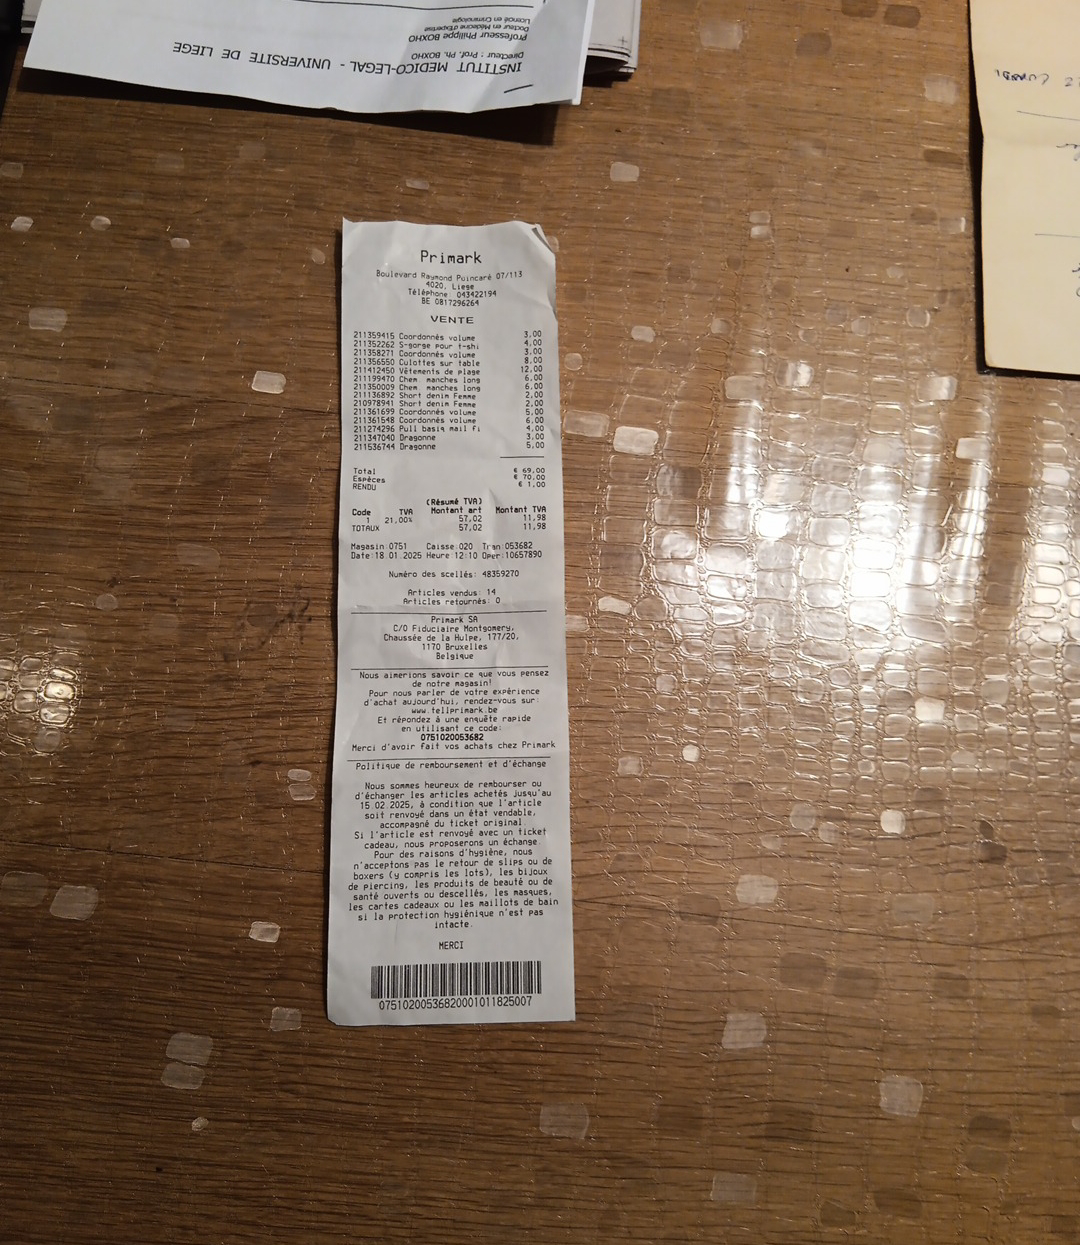 INSTITUT MEDICO-LEGAL - UNIVERSITE DE LIEGE
Directeur : Prof. Ph. BOXHO
Professeur Philippe BOXHO
Docteur en Médecine d'Expertise
Licencié en Criminologie
Primark
Boulevard Raymond Poincaré 07/113
4020, Liese
Téléphone: 043422194
BE 0817296264
VENTE
211359415 Coordonnés volume 3,00
211352262 S-gorge pour t-shi 4,00
211358271 Coordonnés volume 3,00
211356550 Culottes sur table 8,00
211412450 Vêtements de plage 12,00
211199470 Chem. manches long 6,00
211350009 Chem. manches long 6,00
211136892 Short denim Femme 2,00
210978941 Short denim Femme 2,00
211361699 Coordonnés volume 5,00
211361548 Coordonnés volume 6,00
211274296 Pull basiq mail fi 4,00
211347040 Dragonne 3,00
211536744 Dragonne 5,00
Total € 69,00
Espèces € 70,00
RENDU € 1,00
(Résumé TVA)
Code TVA Montant art Montant TVA
1 21,00% 57,02 11,98
TOTAUX 57,02 11,98
Magasin:0751 Caisse:020 Tran:053682
Date:18.01.2025 Heure:12:10 Oper:10657890
Numéro des scellés: 48359270
Articles vendus: 14
Articles retournés: 0
Primark SA
C/O Fiduciaire Montgomery,
Chaussée de la Hulpe, 177/20,
1170 Bruxelles
Belgique
Nous aimerions savoir ce que vous pensez
de notre magasin!
Pour nous parler de votre expérience
d'achat aujourd'hui, rendez-vous sur:
www.tellprimark.be
Et répondez à une enquête rapide
en utilisant ce code:
0751020053682
Merci d'avoir fait vos achats chez Primark
Politique de remboursement et d'échange
Nous sommes heureux de rembourser ou
d'échanger les articles achetés jusqu'au
15.02.2025, à condition que l'article
soit renvoyé dans un état vendable,
accompagné du ticket original.
Si l'article est renvoyé avec un ticket
cadeau, nous proposerons un échange.
Pour des raisons d'hygiène, nous
n'acceptons pas le retour de slips ou de
boxers (y compris les lots), les bijoux
de piercing, les produits de beauté ou de
santé ouverts ou descellés, les masques,
les cartes cadeaux ou les maillots de bain
si la protection hygiénique n'est pas
intacte.
MERCI
07510200536820001011825007